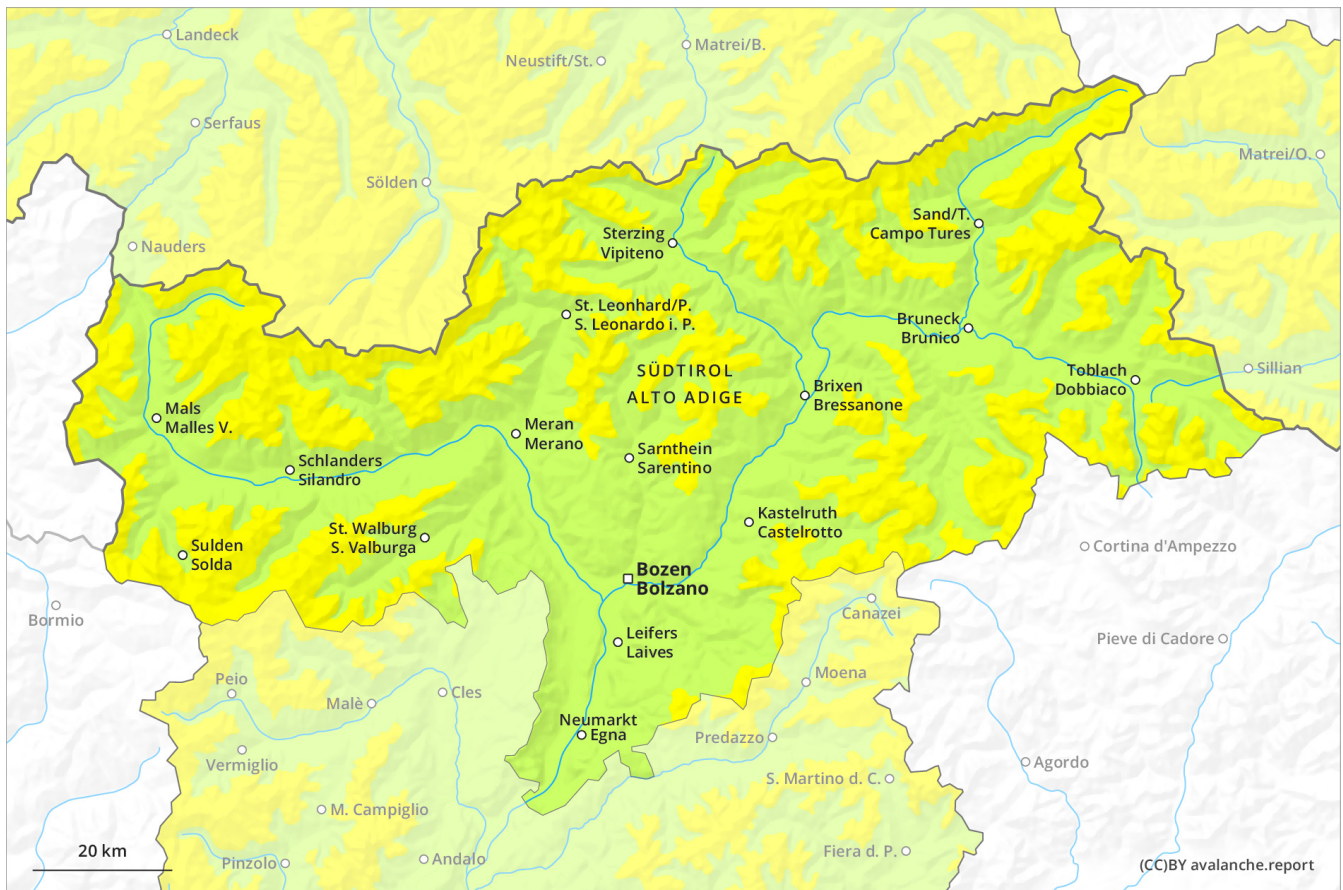 Landeck
Matrei/B.
Neustift/St.
Serfaus
Matrei/O.
Sölden
Sand/T.
Campo Tures
Sterzing
Vipiteno
Nauders
St. Leonhard/P.
S. Leonardo i. P.
Bruneck
Brunico
SÜDTIROL
ALTO ADIGE
Toblach
Dobbiaco
Sillian
Brixen
Bressanone
Mals
Malles V.
Meran
Merano
Sarnthein
Sarentino
Schlanders
Silandro
Kastelruth
Castelrotto
St. Walburg
S. Valburga
Sulden
Solda
Cortina d'Ampezzo
Bozen
Bolzano
Bormio
Canazei
Leifers
Laives
Pieve di Cadore
Peio
Moena
Malè
Cles
Neumarkt
Egna
Predazzo
Vermiglio
Agordo
S. Martino d. C.
M. Campiglio
20 km
Pinzolo
Andalo
Fiera d. P.
(CC)BY avalanche.report